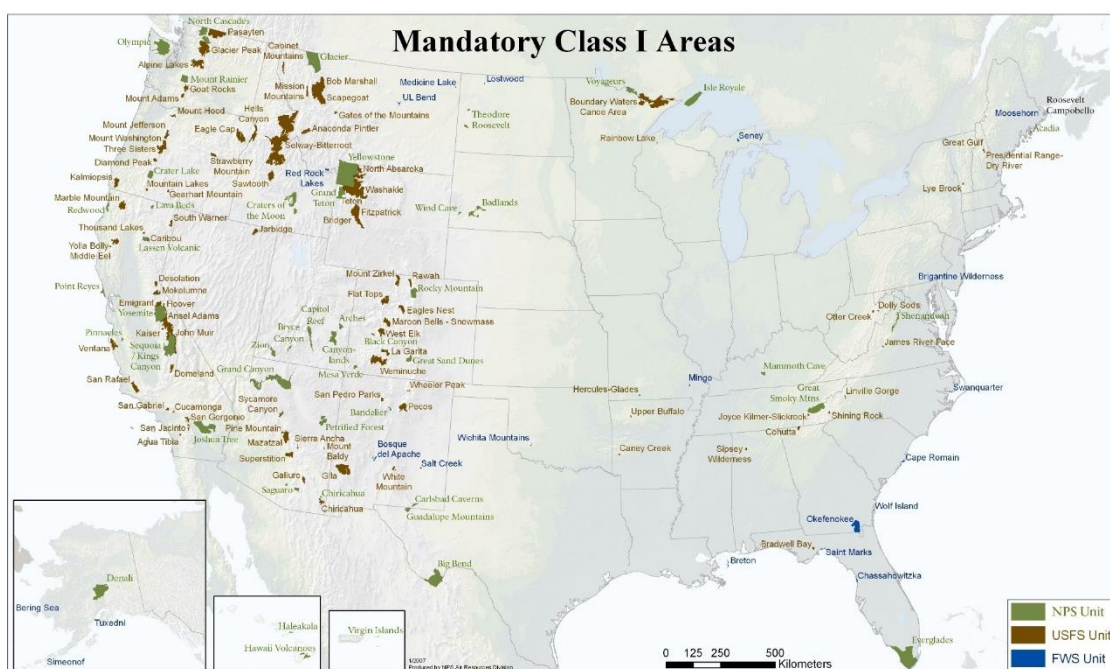 Mandatory Class I Areas
North Cascades
Pasayten
Olympic
Glacier Peak
Alpine Lakes
Cabinet
Mountains
Glacier
Mount Rainier
Goat Rocks
Mount Adams
Mission
Mountains
Bob Marshall
Scapegoat
Medicine Lake
Lostwood
UL Bend
Gates of the Mountains
Theodore
Roosevelt
Voyageurs
Isle Royale
Boundary Waters
Canoe Area
Rainbow Lake
Seney
Moosehorn
Roosevelt
Campobello
Acadia
Great Gulf
Presidential Range-
Dry River
Lye Brook
Mount Hood
Hells
Canyon
Mount Jefferson
Eagle Cap
Anaconda Pintler
Mount Washington
Three Sisters
Selway-Bitterroot
Diamond Peak
Strawberry
Mountain
Yellowstone
North Absaroka
Red Rock
Lakes
Kalmiopsis
Crater Lake
Sawtooth
Washakie
Mountain Lakes
Gearhart Mountain
Grand
Teton
Teton
Marble Mountain
Redwood
Lava Beds
Craters of
the Moon
Fitzpatrick
Bridger
Wind Cave
Badlands
South Warner
Thousand Lakes
Jarbidge
Caribou
Yolla Bolly-
Middle Eel
Lassen Volcanic
Mount Zirkel
Rawah
Rocky Mountain
Brigantine Wilderness
Desolation
Mokelumne
Point Reyes
Flat Tops
Emigrant
Hoover
Eagles Nest
Dolly Sods
Yosemite
Ansel Adams
Capitol
Reef
Arches
Maroon Bells - Snowmass
Otter Creek
Shenandoah
Bryce
Canyon
West Elk
Black Canyon
Pinnacles
Kaiser
John Muir
Zion
Canyon-
lands
La Garita
Great Sand Dunes
James River Face
Ventana
Sequoia
/ Kings
Canyon
Weminuche
Mesa Verde
Mammoth Cave
Domeland
Grand Canyon
Wheeler Peak
Hercules-Glades
Mingo
Great
Smoky Mtns
Linville Gorge
Swanquarter
San Rafael
San Pedro Parks
Pecos
Sycamore
Canyon
Bandelier
Upper Buffalo
Joyce Kilmer-Slickrock
Shining Rock
San Gabriel
Cucamonga
San Gorgonio
Petrified Forest
Cohutta
San Jacinto
Agua Tibia
Joshua Tree
Pine Mountain
Mazatzal
Sierra Ancha
Mount
Baldy
Bosque
del Apache
Wichita Mountains
Caney Creek
Sipsey
Wilderness
Superstition
Salt Creek
Cape Romain
Galiuro
Gila
White
Mountain
Saguaro
Chiricahua
Chiricahua
Carlsbad Caverns
Guadalupe Mountains
Okefenokee
Wolf Island
Bradwell Bay
Saint Marks
Breton
Chassahowitzka
Big Bend
Everglades
Denali
Bering Sea
Tuxedni
Simeonof
Haleakala
Hawaii Volcanoes
Virgin Islands
1/2007
Produced by NPS Air Resources Division
0 125 250 500
Kilometers
NPS Unit
USFS Unit
FWS Unit